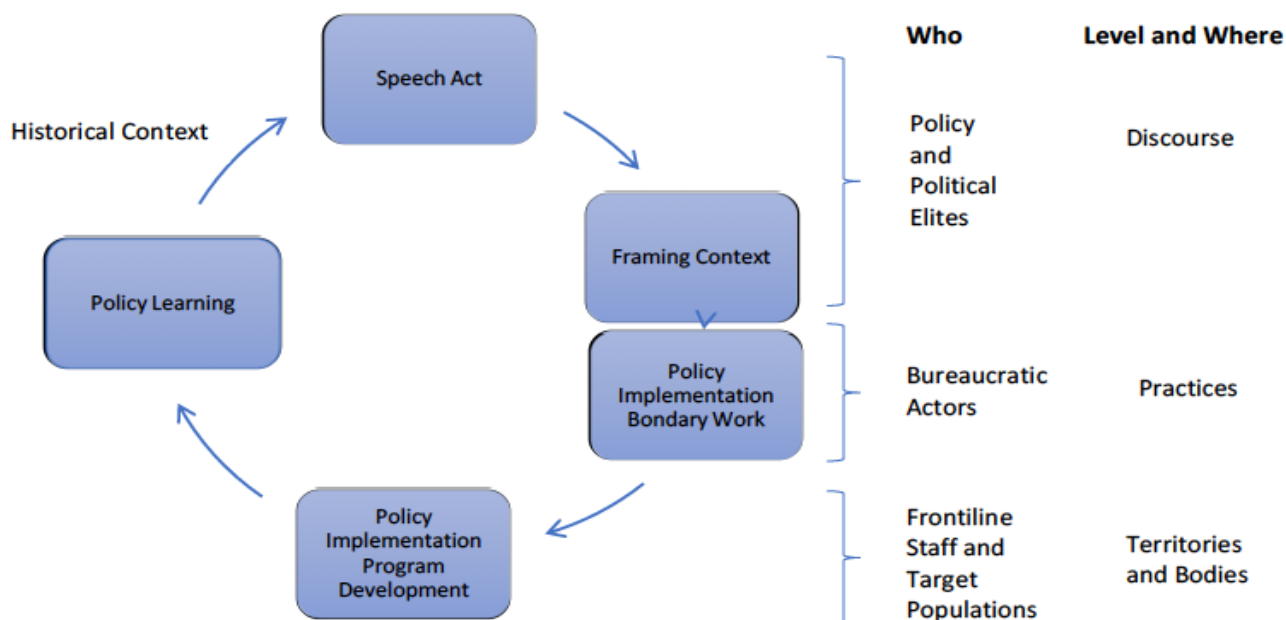 Who Level and Where
Speech Act
Historical Context
Policy
and
Political
Elites
Discourse
Framing Context
Policy Learning
Policy
Implementation
Bondary Work
Bureaucratic
Actors
Practices
Policy
Implementation
Program
Development
Frontiline
Staff and
Target
Populations
Territories
and Bodies